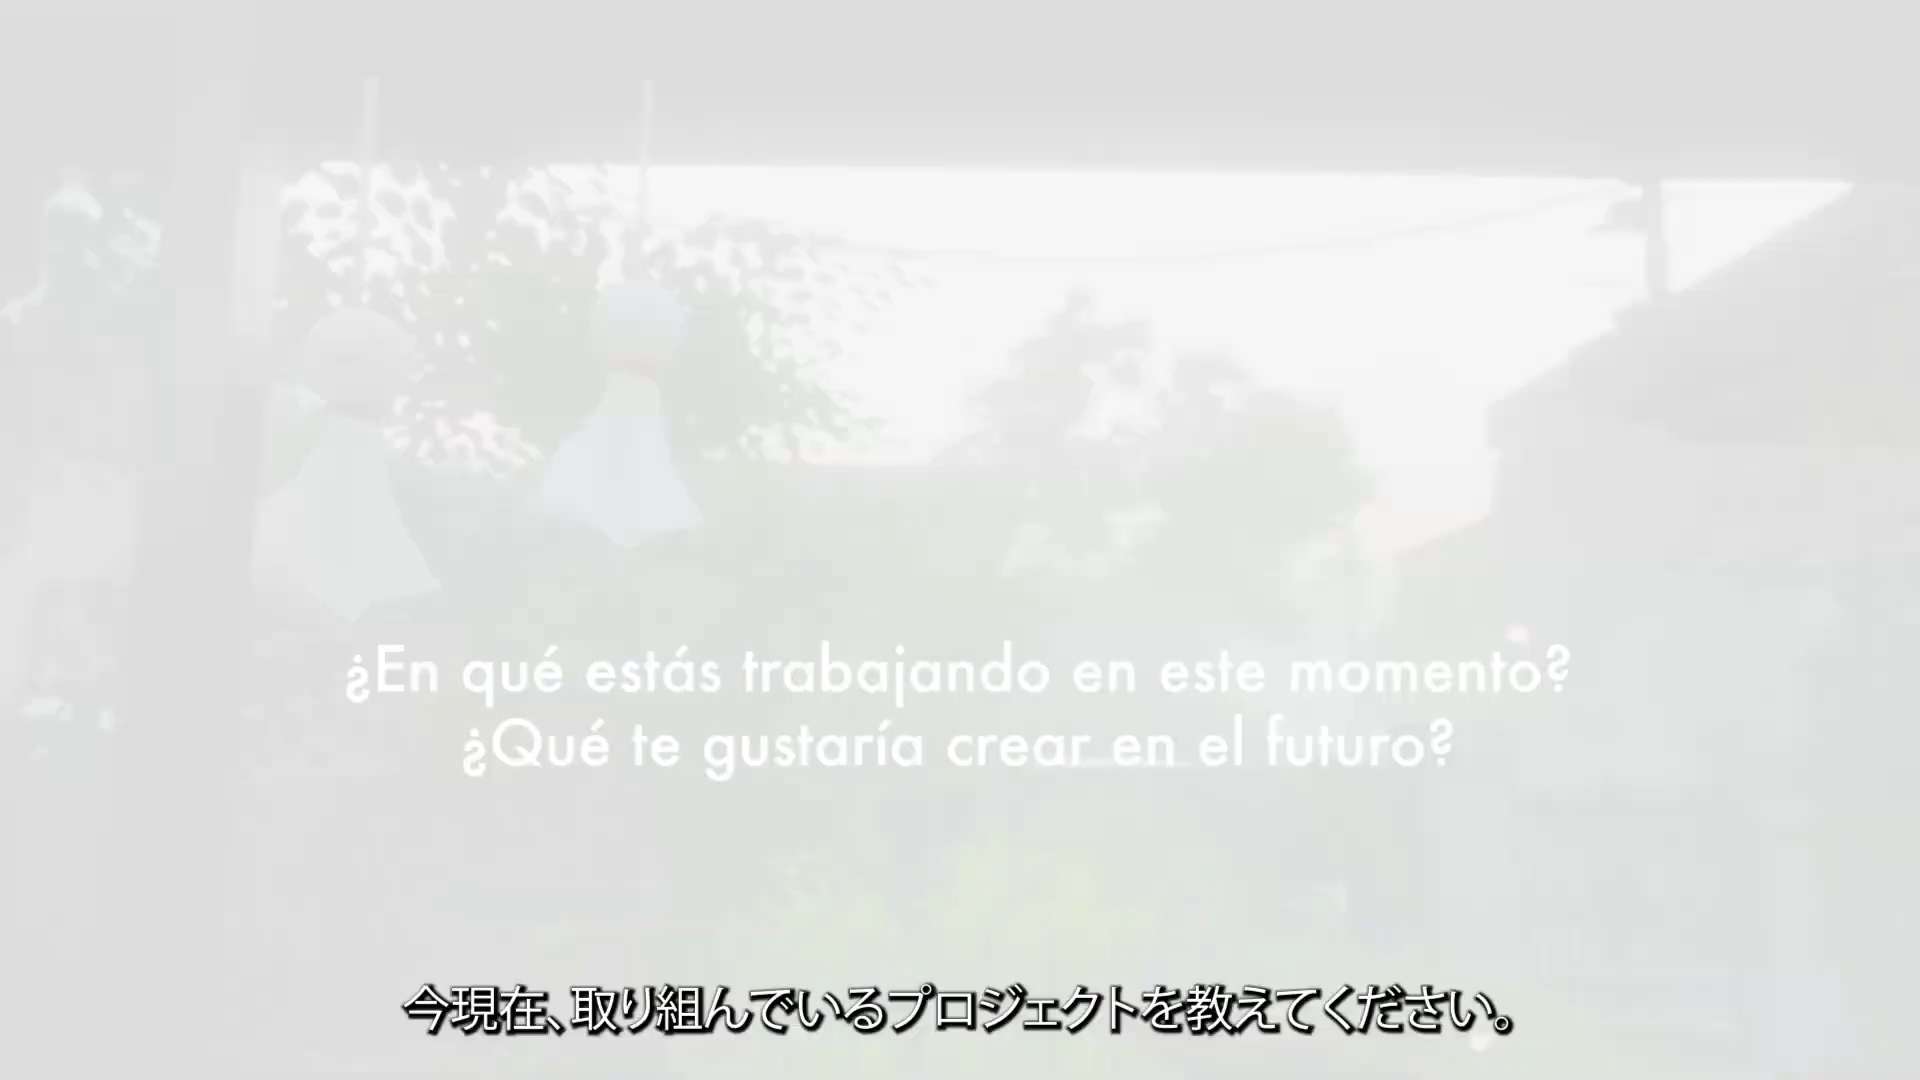 ¿En qué estás trabajando en este momento?
¿Qué te gustaría crear en el futuro?
今現在、取り組んでいるプロジェクトを教えてください。